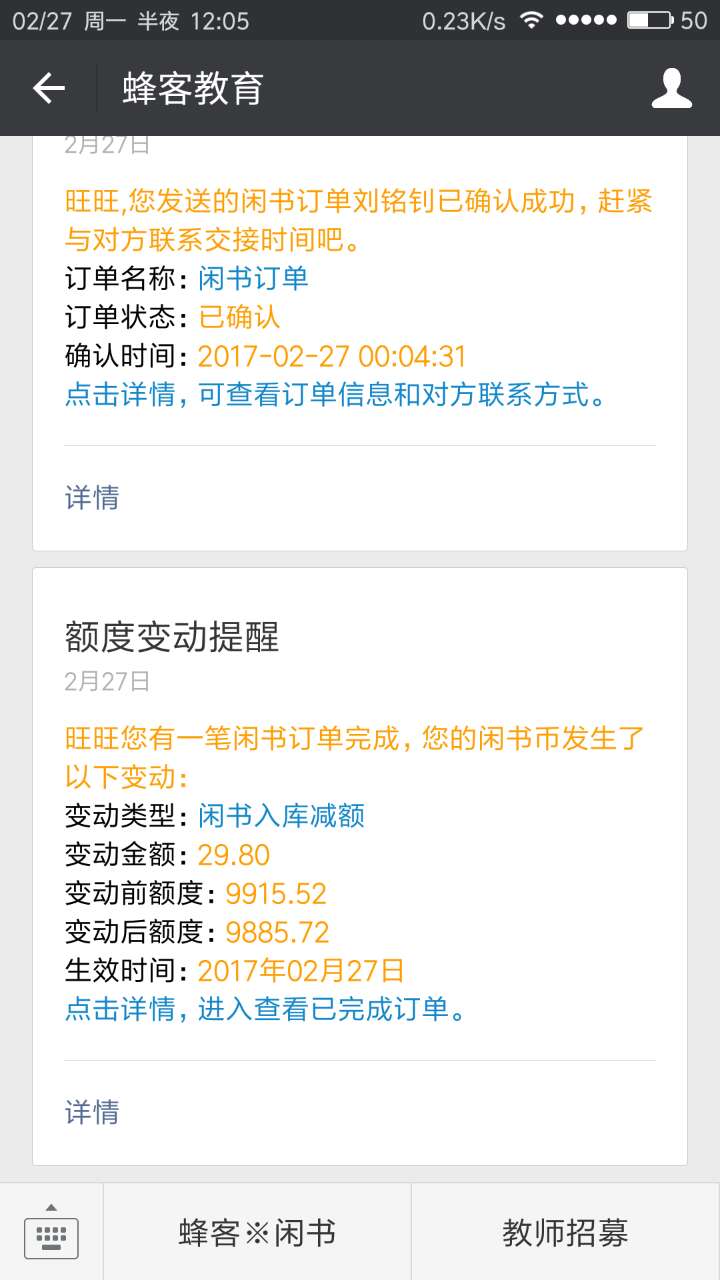 02/27 周一 半夜 12:05 0.23K/s 50
蜂客教育
2月27日
旺旺,您发送的闲书订单刘铭钊已确认成功，赶紧
与对方联系交接时间吧。
订单名称：闲书订单
订单状态：已确认
确认时间：2017-02-27 00:04:31
点击详情，可查看订单信息和对方联系方式。
详情
额度变动提醒
2月27日
旺旺您有一笔闲书订单完成，您的闲书币发生了
以下变动：
变动类型：闲书入库减额
变动金额：29.80
变动前额度：9915.52
变动后额度：9885.72
生效时间：2017年02月27日
点击详情，进入查看已完成订单。
详情
蜂客※闲书
教师招募